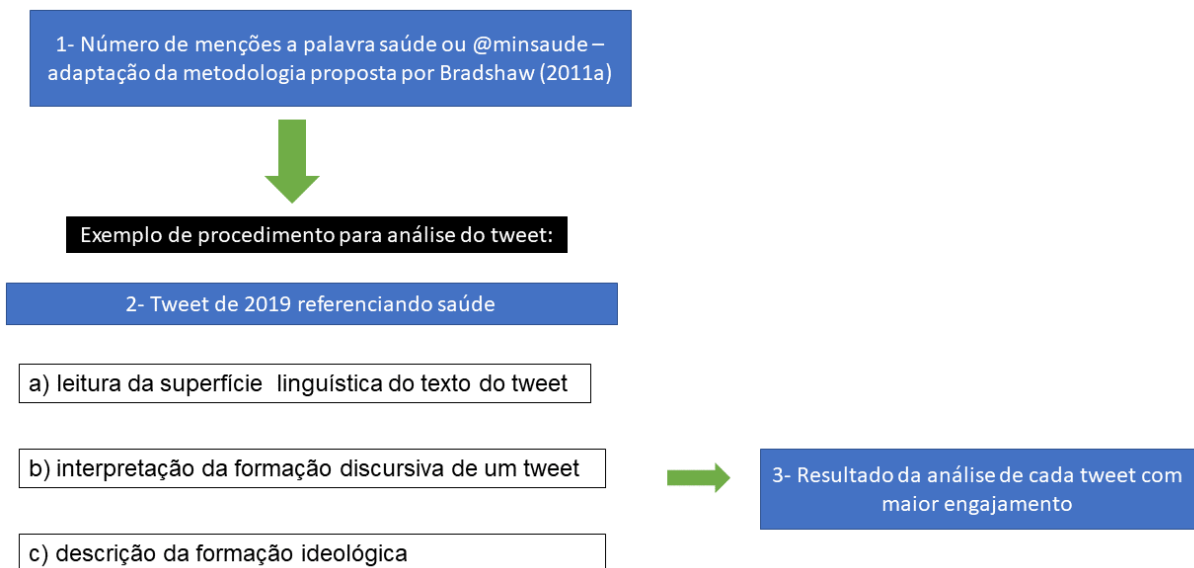 1- Número de menções a palavra saúde ou @minsaude –
adaptação da metodologia proposta por Bradshaw (2011a)
Exemplo de procedimento para análise do tweet:
2- Tweet de 2019 referenciando saúde
a) leitura da superfície linguística do texto do tweet
b) interpretação da formação discursiva de um tweet
c) descrição da formação ideológica
3- Resultado da análise de cada tweet com
maior engajamento